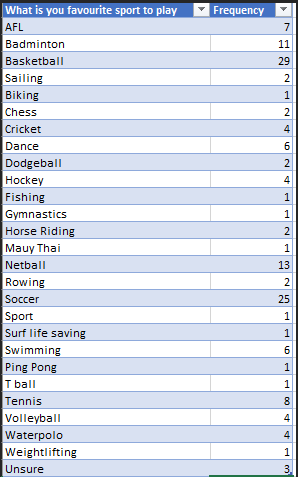 What is you favourite sport to play Frequency
AFL 7
Badminton 11
Basketball 29
Sailing 2
Biking 1
Chess 2
Cricket 4
Dance 6
Dodgeball 2
Hockey 4
Fishing 1
Gymnastics 1
Horse Riding 2
Mauy Thai 1
Netball 13
Rowing 2
Soccer 25
Sport 1
Surf life saving 1
Swimming 6
Ping Pong 1
T ball 1
Tennis 8
Volleyball 4
Waterpolo 4
Weightlifting 1
Unsure 3